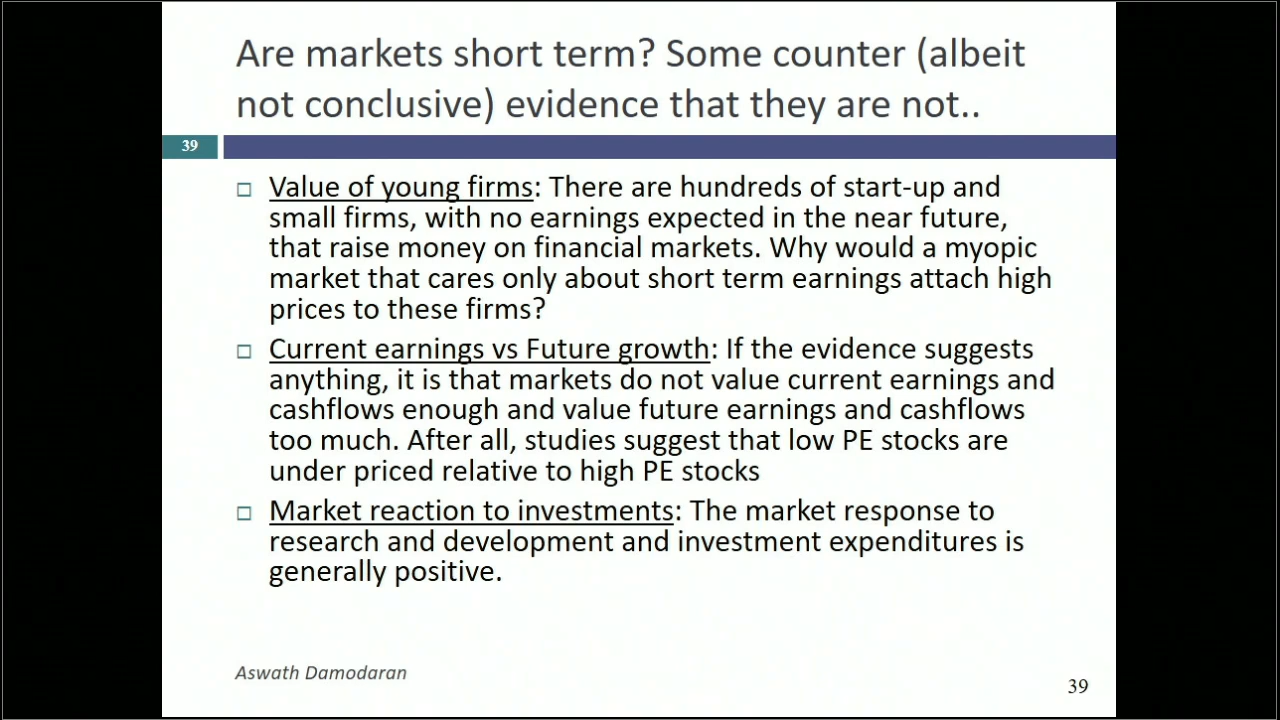 Are markets short term? Some counter (albeit
not conclusive) evidence that they are not..
39
Value of young firms: There are hundreds of start-up and
small firms, with no earnings expected in the near future,
that raise money on financial markets. Why would a myopic
market that cares only about short term earnings attach high
prices to these firms?
Current earnings vs Future growth: If the evidence suggests
anything, it is that markets do not value current earnings and
cashflows enough and value future earnings and cashflows
too much. After all, studies suggest that low PE stocks are
under priced relative to high PE stocks
Market reaction to investments: The market response to
research and development and investment expenditures is
generally positive.
Aswath Damodaran
39